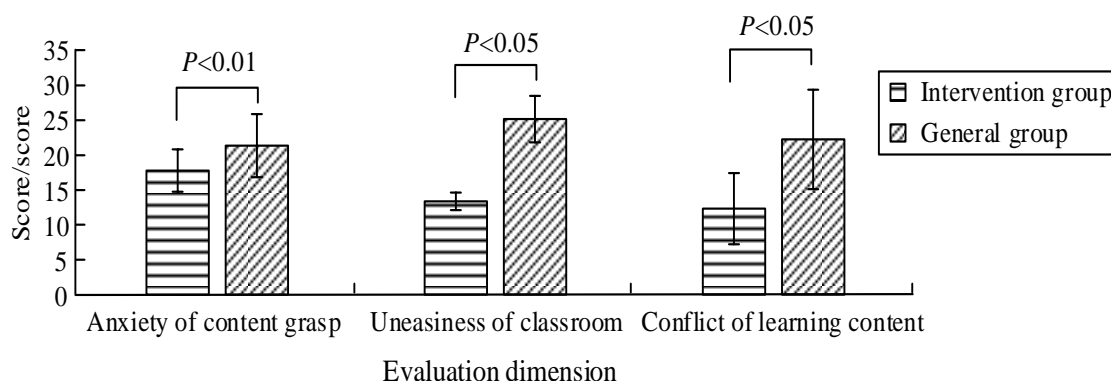 P<0.01
P<0.05
P<0.05
35
30
25
20
15
10
5
0
Score/score
Intervention group
General group
Anxiety of content grasp
Uneasiness of classroom
Conflict of learning content
Evaluation dimension